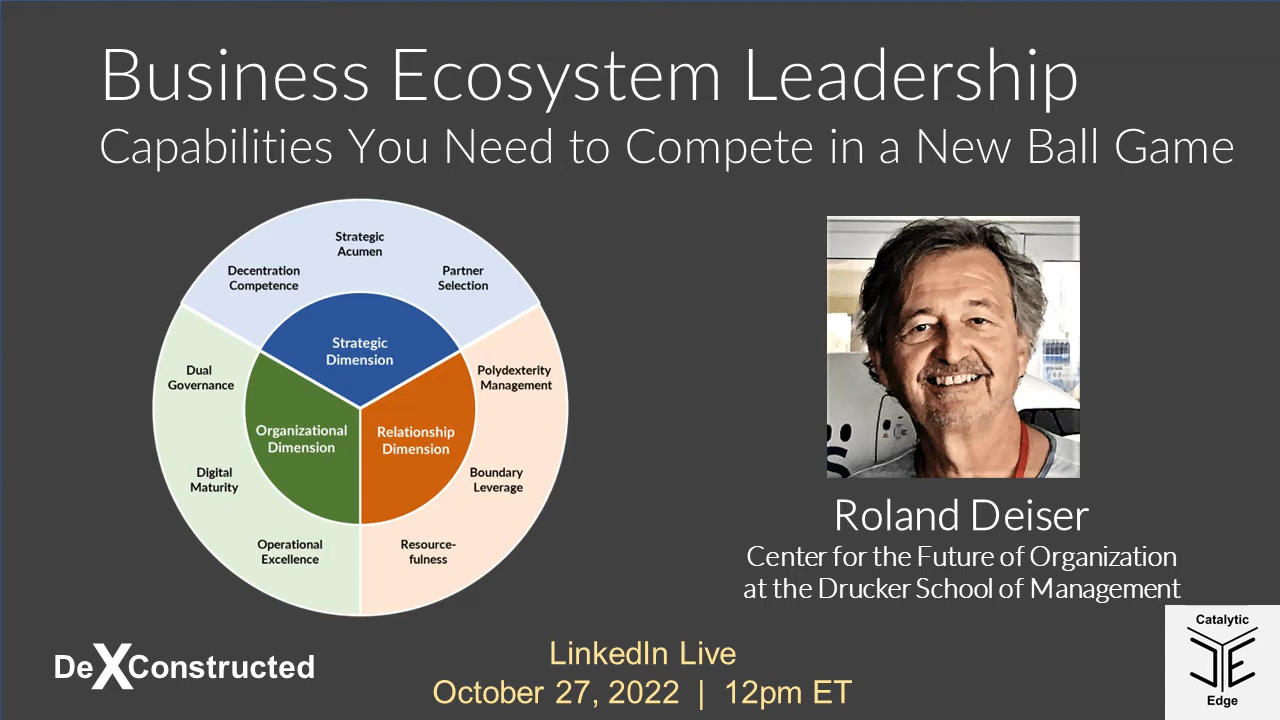 Business Ecosystem Leadership
Capabilities You Need to Compete in a New Ball Game
Strategic
Acumen
Decentration
Competence
Partner
Selection
Strategic
Dimension
Dual
Governance
Polydexterity
Management
Organizational
Dimension
Relationship
Dimension
Digital
Maturity
Boundary
Leverage
Operational
Excellence
Resource-
fulness
Roland Deiser
Center for the Future of Organization
at the Drucker School of Management
DeXConstructed
LinkedIn Live
October 27, 2022 | 12pm ET
Catalytic
Edge